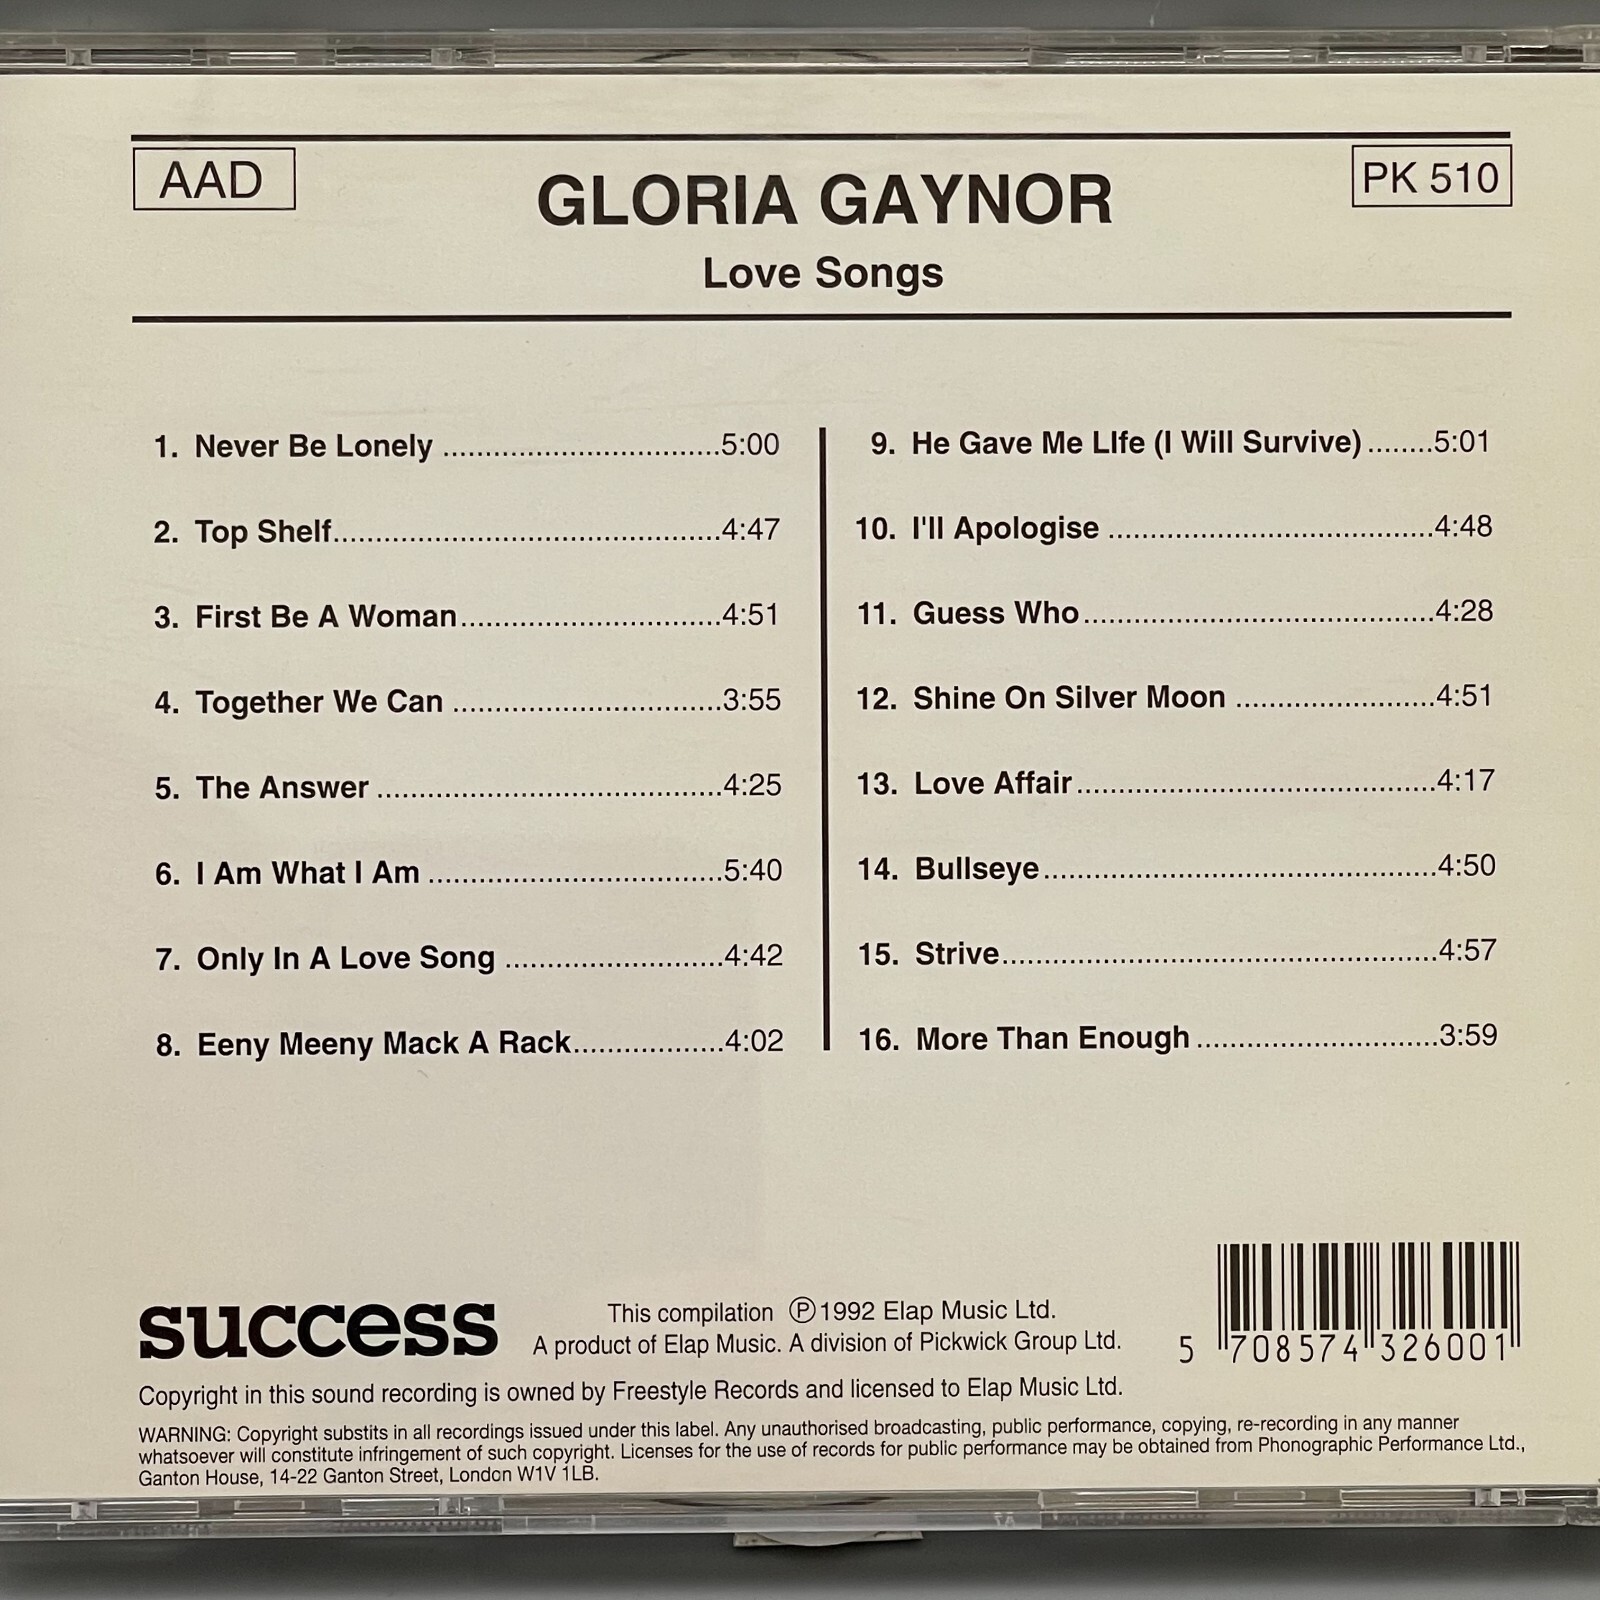 AAD
PK 510
GLORIA GAYNOR
Love Songs
1. Never Be Lonely ................................5:00
2. Top Shelf.............................................4:47
3. First Be A Woman..............................4:51
4. Together We Can ...............................3:55
5. The Answer ........................................4:25
6. I Am What I Am ..................................5:40
7. Only In A Love Song .........................4:42
8. Eeny Meeny Mack A Rack.................4:02
9. He Gave Me LIfe (I Will Survive)........5:01
10. I'll Apologise ......................................4:48
11. Guess Who.........................................4:28
12. Shine On Silver Moon .......................4:51
13. Love Affair..........................................4:17
14. Bullseye..............................................4:50
15. Strive...................................................4:57
16. More Than Enough ............................3:59
success
This compilation ℗1992 Elap Music Ltd.
A product of Elap Music. A division of Pickwick Group Ltd.
5 708574 326001
Copyright in this sound recording is owned by Freestyle Records and licensed to Elap Music Ltd.
WARNING: Copyright substits in all recordings issued under this label. Any unauthorised broadcasting, public performance, copying, re-recording in any manner
whatsoever will constitute infringement of such copyright. Licenses for the use of records for public performance may be obtained from Phonographic Performance Ltd.,
Ganton House, 14-22 Ganton Street, London W1V 1LB.